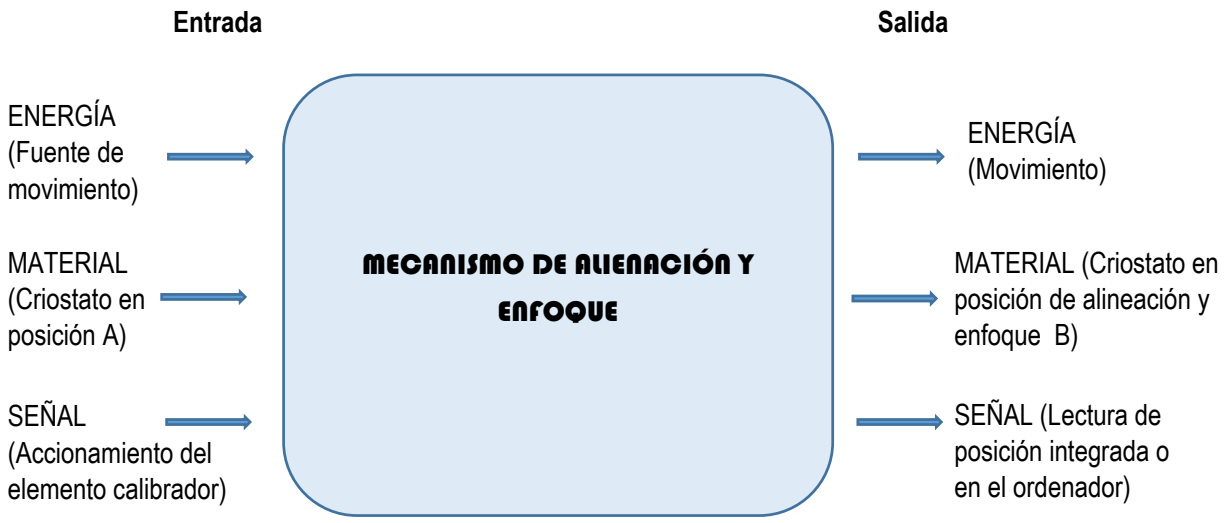 Entrada
Salida
ENERGÍA
(Fuente de
movimiento)
ENERGÍA
(Movimiento)
MECANISMO DE ALIENACIÓN Y
ENFOQUE
MATERIAL
(Criostato en
posición A)
MATERIAL (Criostato en
posición de alineación y
enfoque B)
SEÑAL
(Accionamiento del
elemento calibrador)
SEÑAL (Lectura de
posición integrada o
en el ordenador)